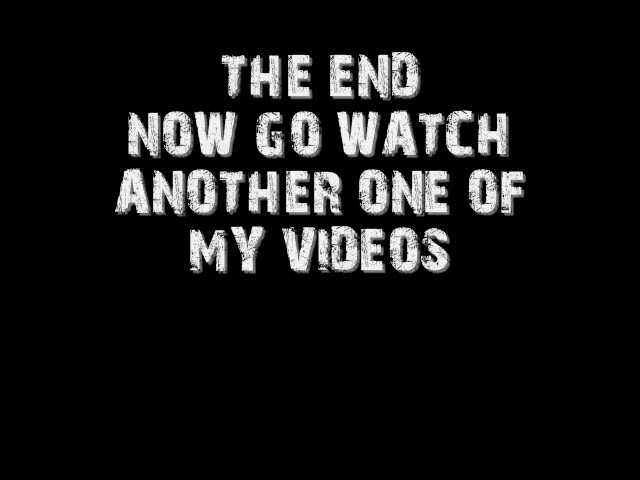 THE END
NOW GO WATCH
ANOTHER ONE OF
MY VIDEOS